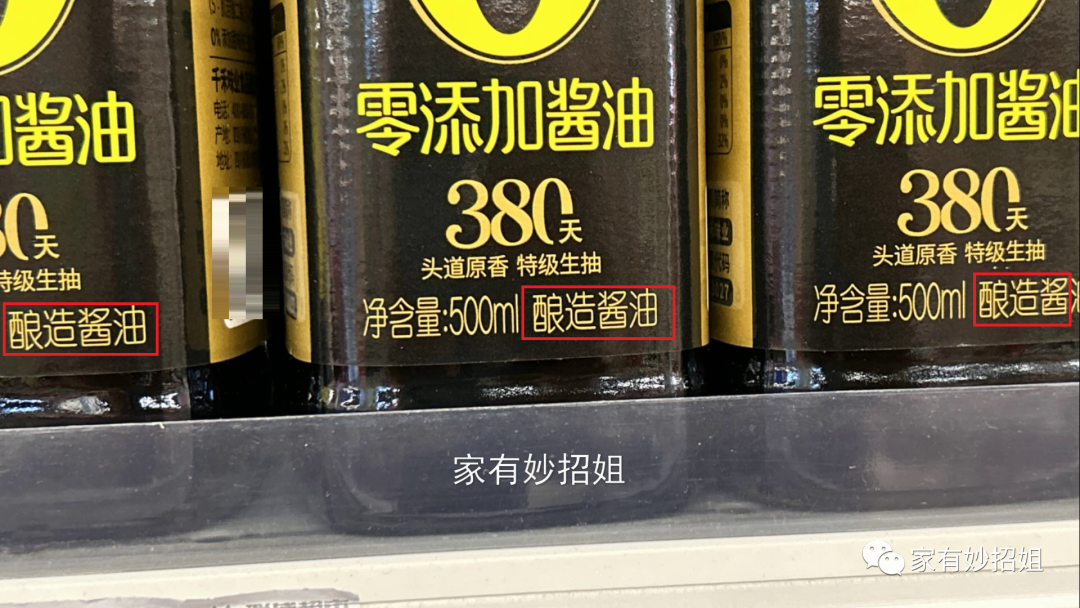 加酱油
零添加酱油
零添加酱油
80天
380天
380天
特级生抽
头道原香 特级生抽
头道原香 特级生抽
酿造酱油
净含量:500ml 酿造酱油
净含量:500ml 酿造酱
家有妙招姐
家有妙招姐